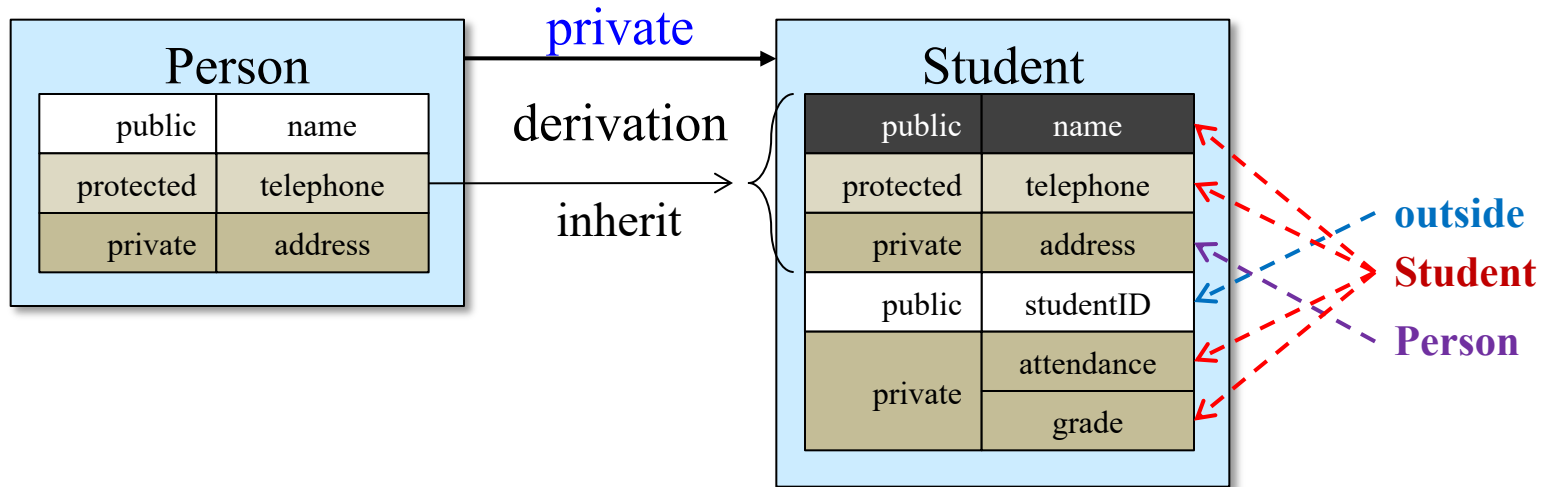 private
Person
Student
public name
protected telephone
private address
derivation
inherit
public name
protected telephone
private address
public studentID
private
attendance
grade
outside
Student
Person